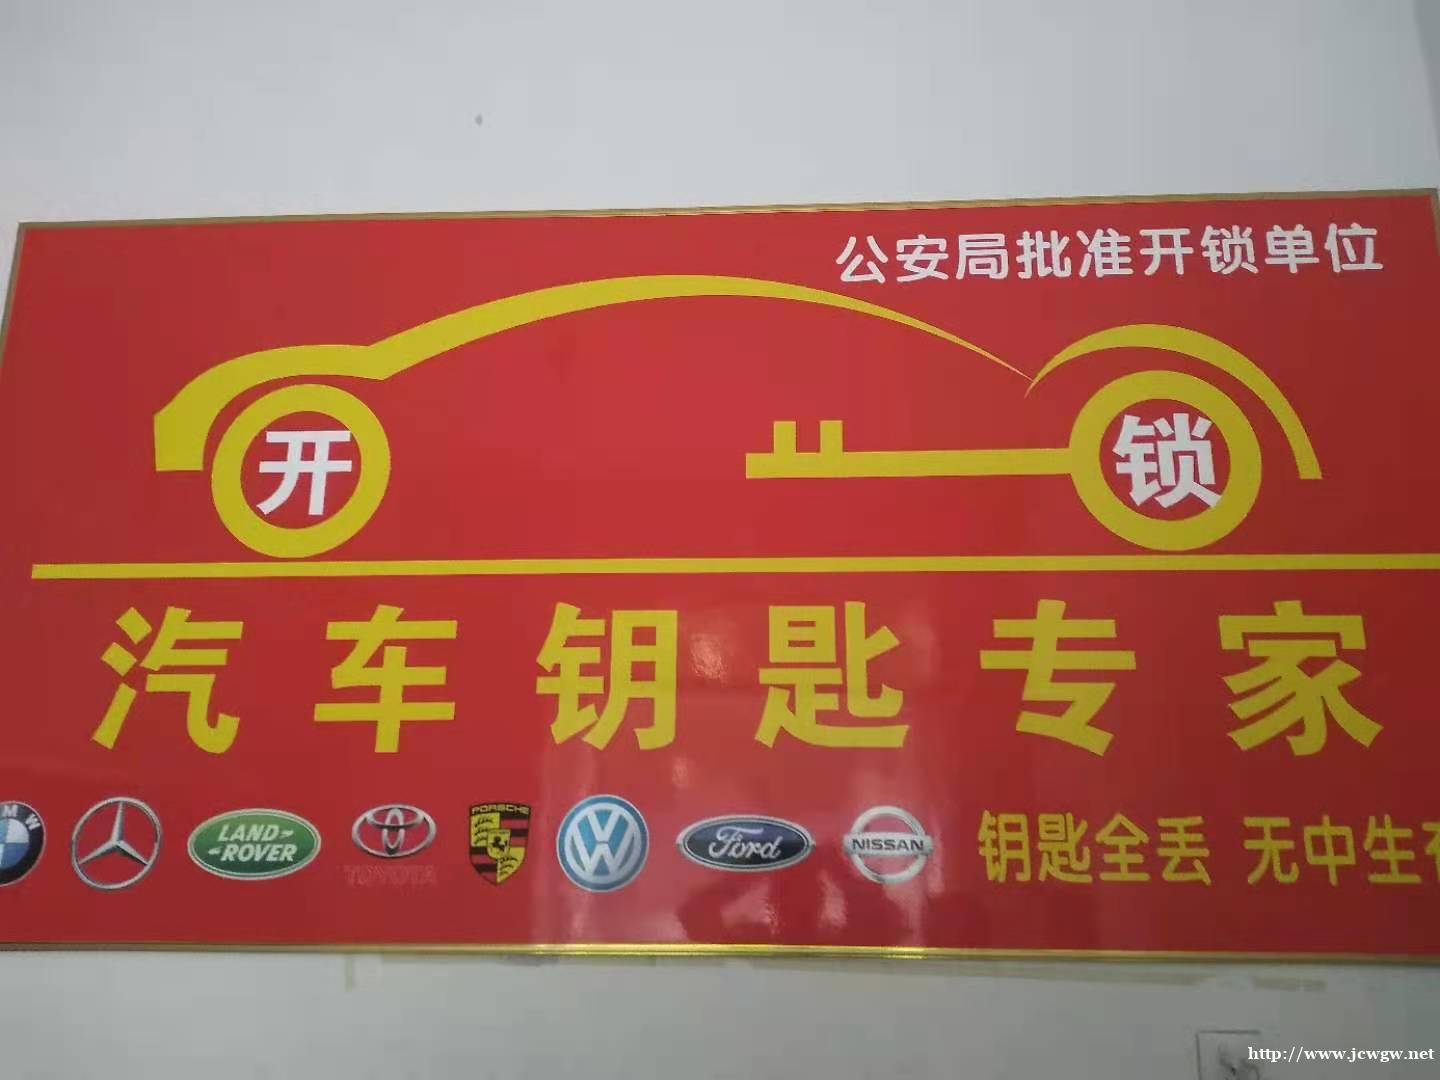 公安局批准开锁单位
开 锁
汽车钥匙专家
BMW LAND-ROVER TOYOTA PORSCHE Ford NISSAN 钥匙全丢 无中生
http://www.jcwgw.net